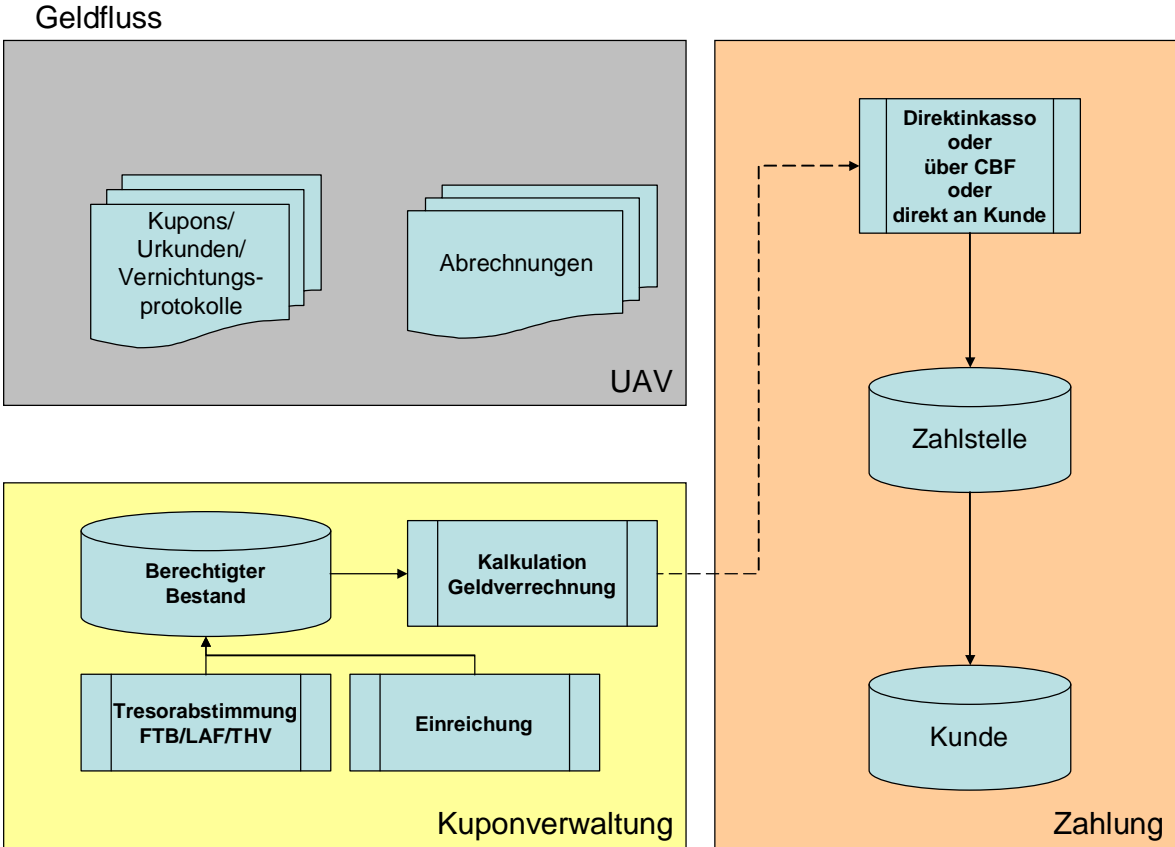 Geldfluss
Kupons/
Urkunden/
Vernichtungs-
protokolle
Abrechnungen
UAV
Berechtigter
Bestand
Kalkulation
Geldverrechnung
Tresorabstimmung
FTB/LAF/THV
Einreichung
Kuponverwaltung
Direktinkasso
oder
über CBF
oder
direkt an Kunde
Zahlstelle
Kunde
Zahlung